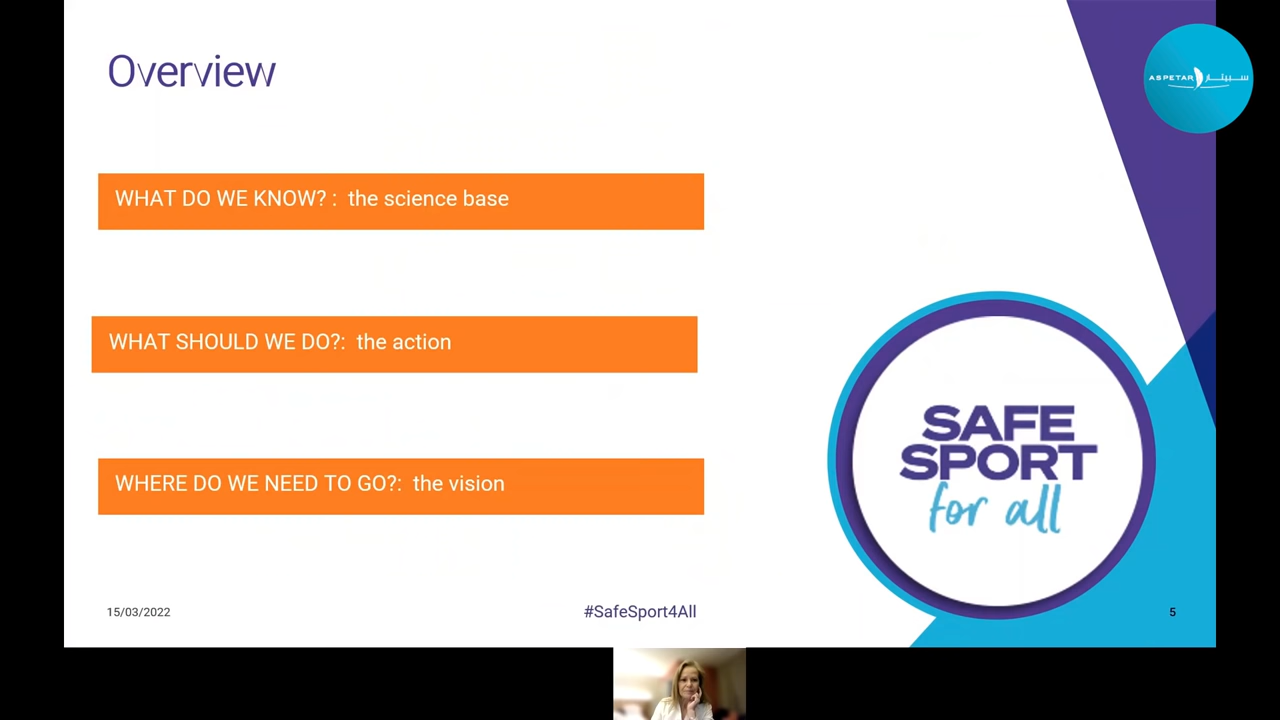 Overview
ASPETAR سبيتار
WHAT DO WE KNOW? : the science base
WHAT SHOULD WE DO?: the action
WHERE DO WE NEED TO GO?: the vision
SAFE
SPORT
for all
15/03/2022
#SafeSport4All
5